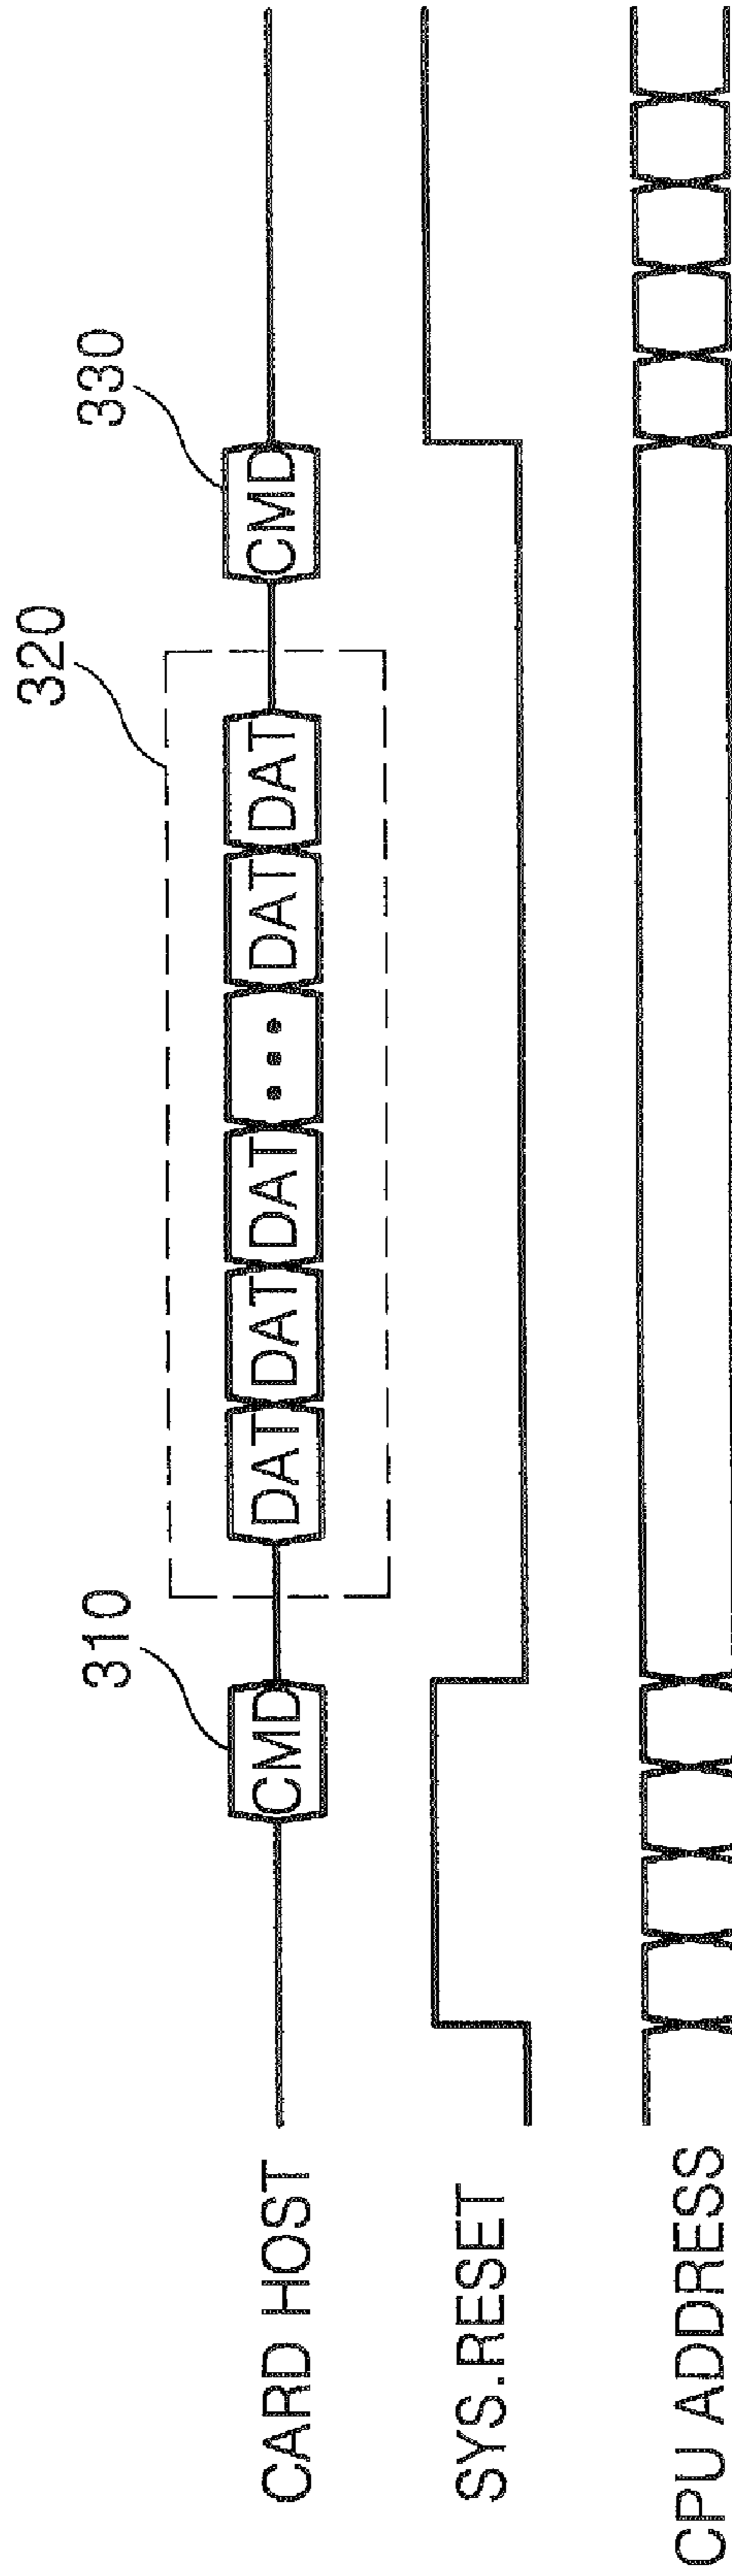 310
320
330
CARD HOST CMD DAT DAT DAT ••• DAT DAT CMD
SYS.RESET
CPU ADDRESS